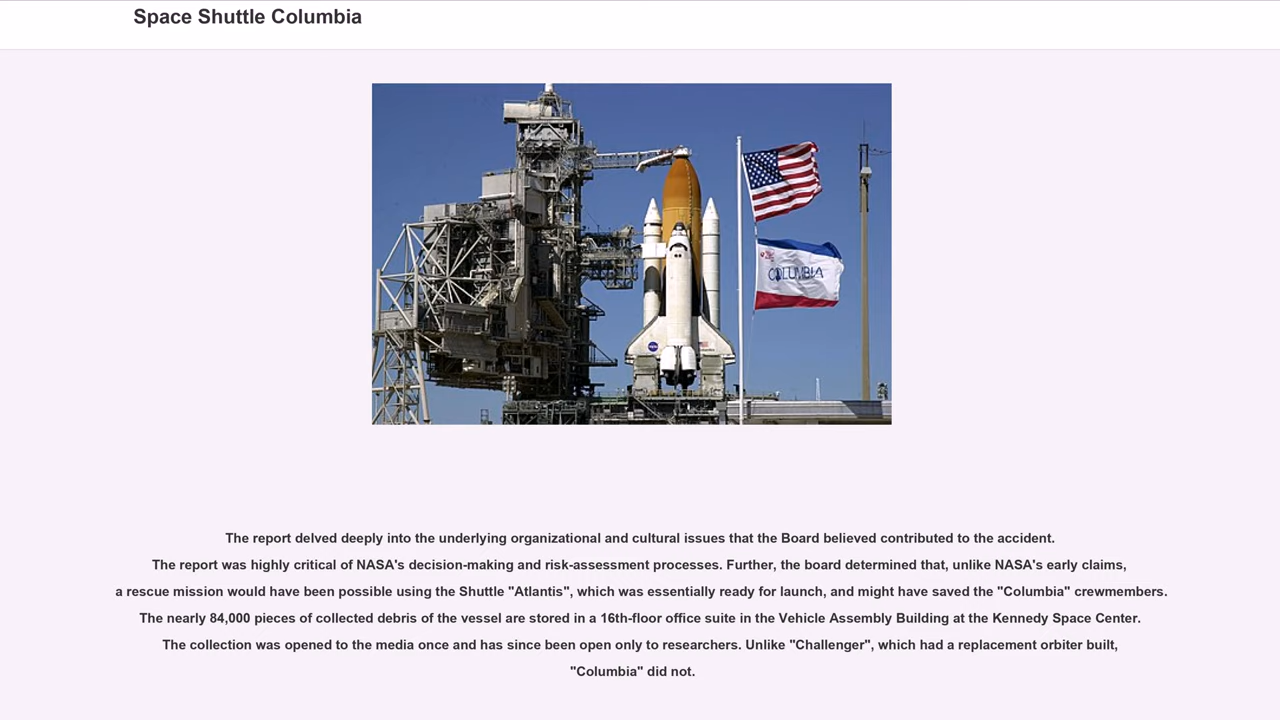 Space Shuttle Columbia
COLUMBIA
The report delved deeply into the underlying organizational and cultural issues that the Board believed contributed to the accident.
The report was highly critical of NASA's decision-making and risk-assessment processes. Further, the board determined that, unlike NASA's early claims,
a rescue mission would have been possible using the Shuttle "Atlantis", which was essentially ready for launch, and might have saved the "Columbia" crewmembers.
The nearly 84,000 pieces of collected debris of the vessel are stored in a 16th-floor office suite in the Vehicle Assembly Building at the Kennedy Space Center.
The collection was opened to the media once and has since been open only to researchers. Unlike "Challenger", which had a replacement orbiter built,
"Columbia" did not.